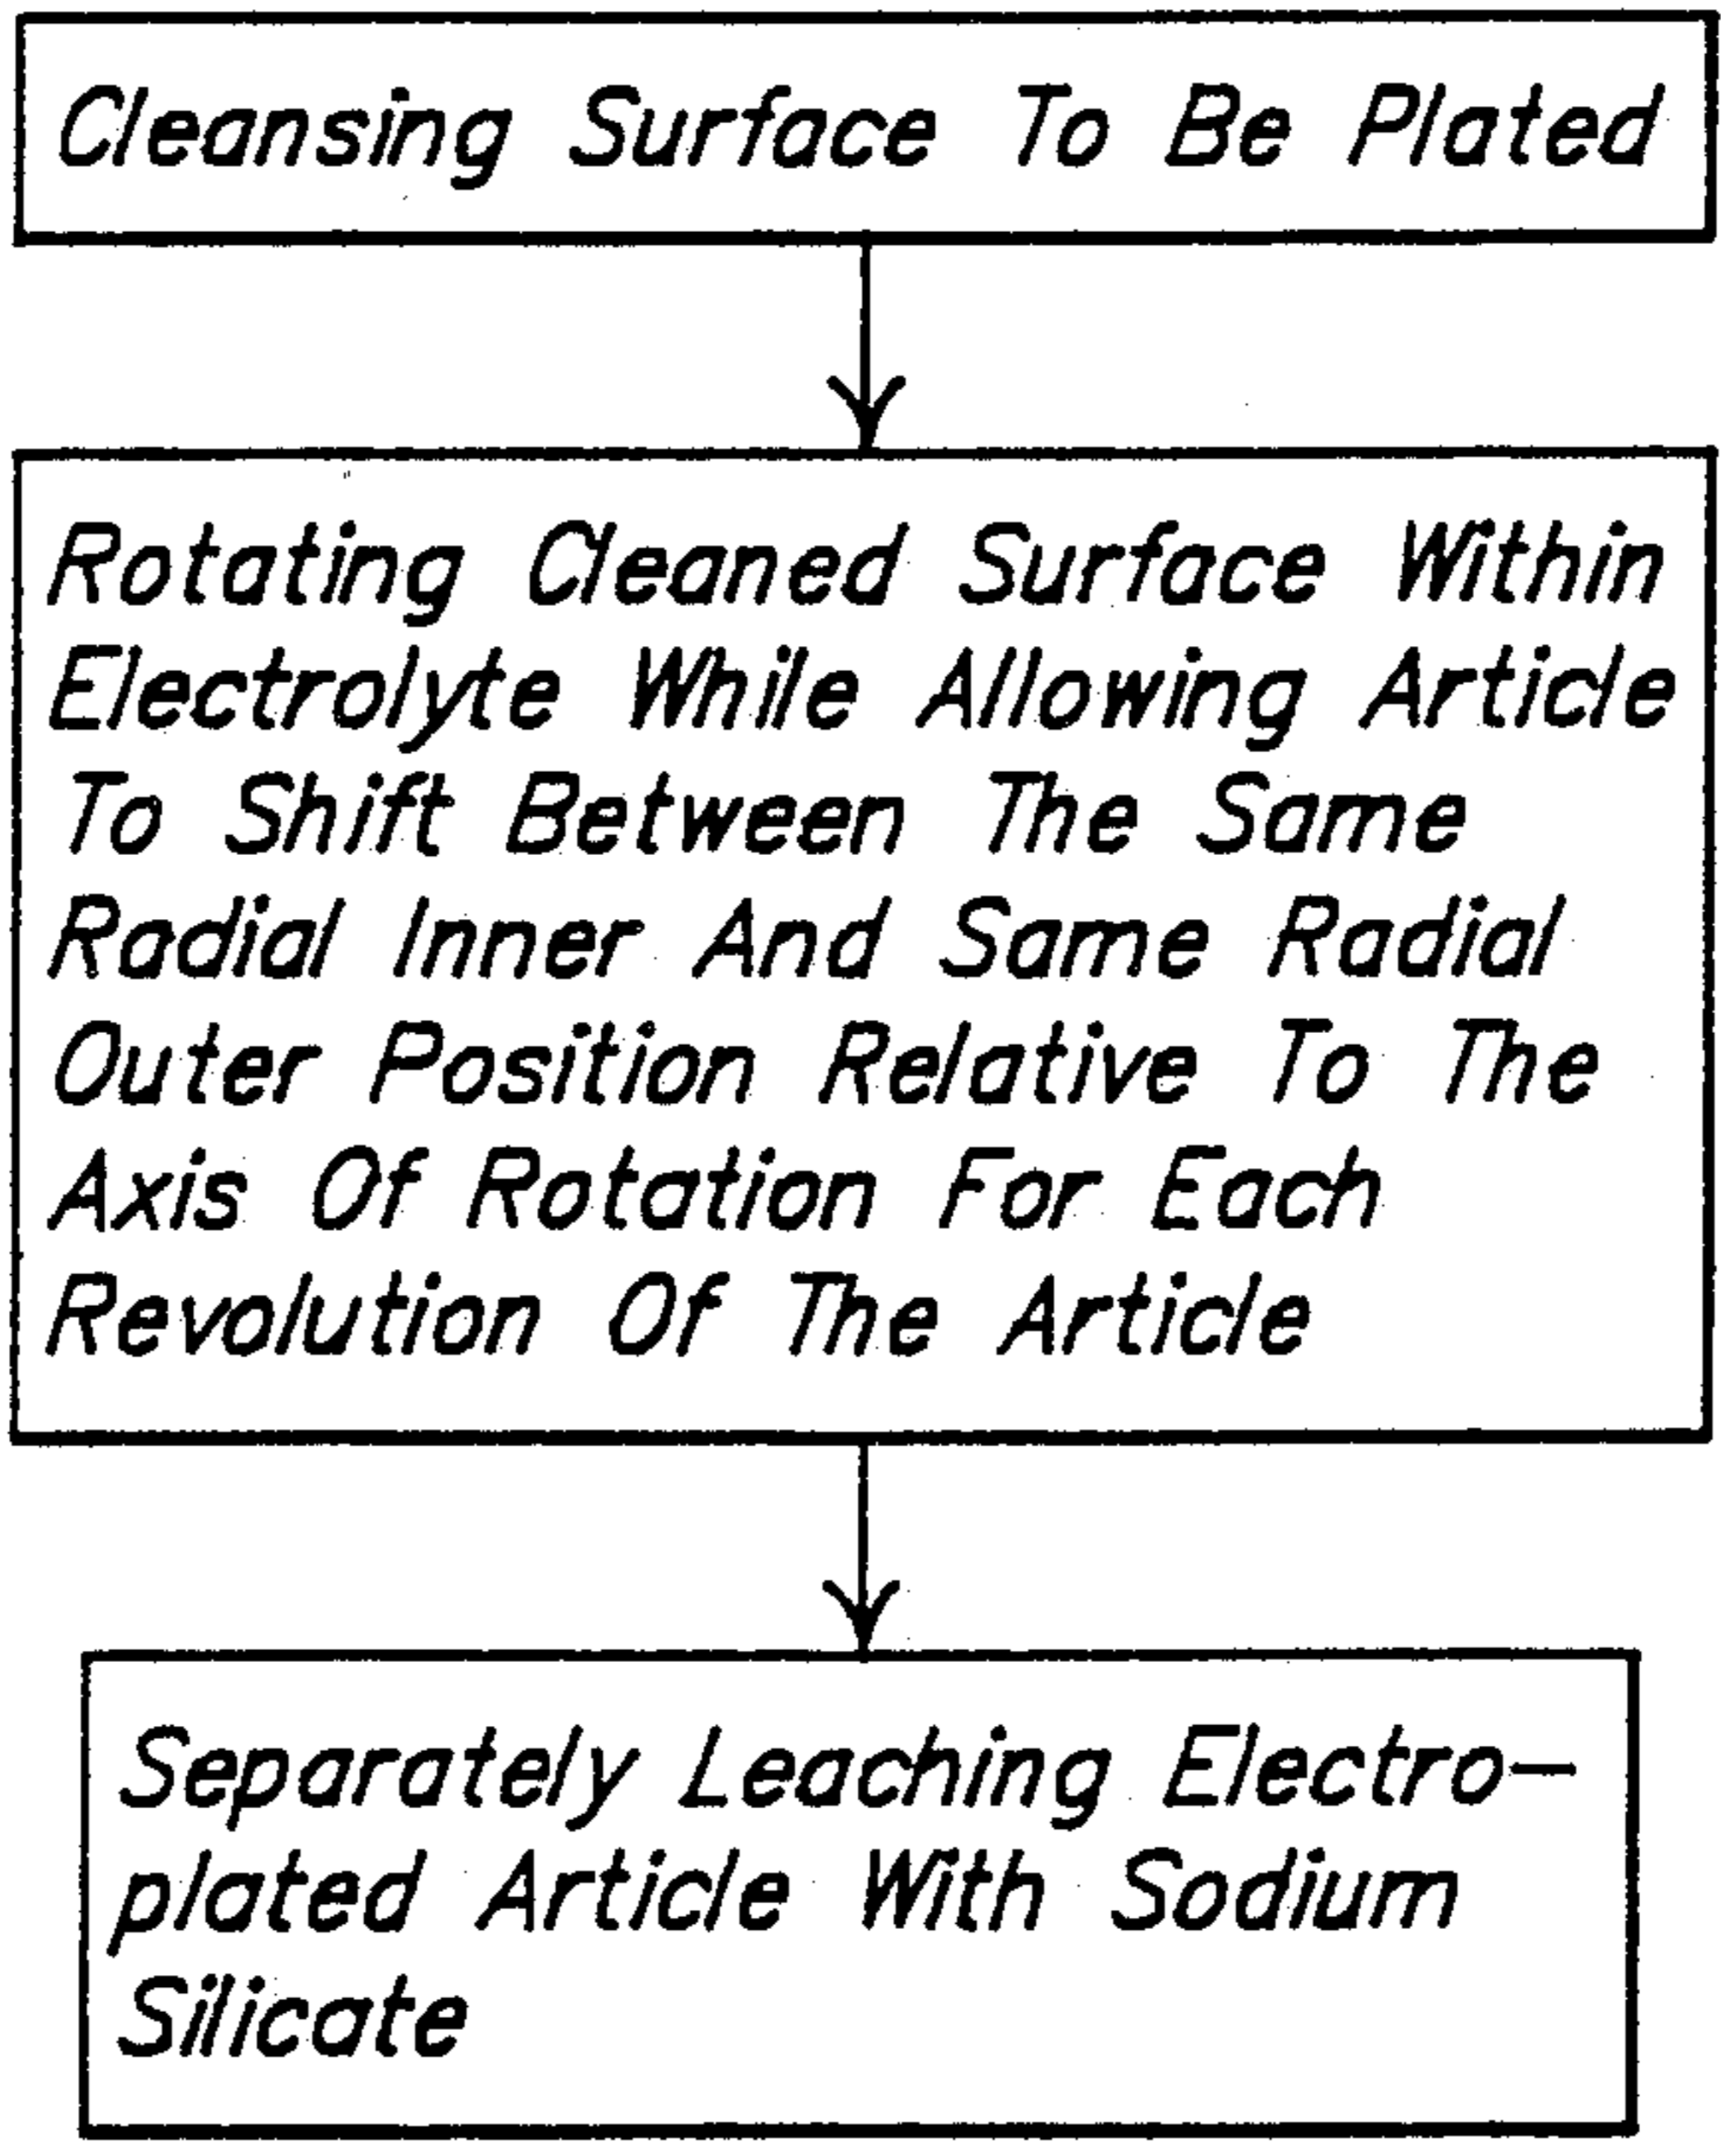 Cleansing Surface To Be Plated
Rotating Cleaned Surface Within
Electrolyte While Allowing Article
To Shift Between The Same
Radial Inner And Same Radial
Outer Position Relative To The
Axis Of Rotation For Each
Revolution Of The Article
Separately Leaching Electro-
plated Article With Sodium
Silicate